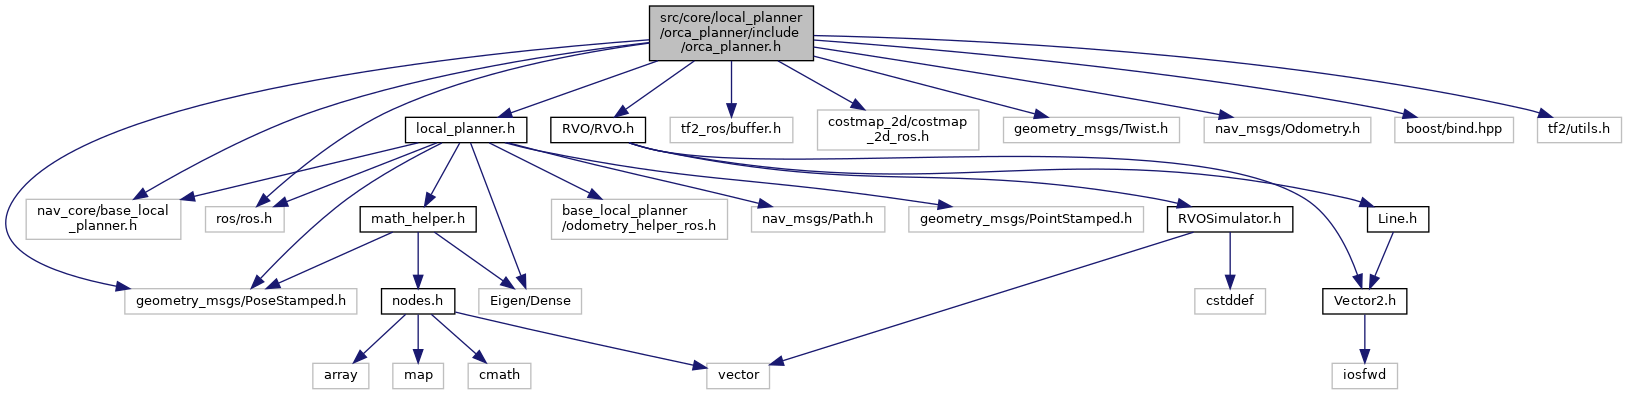 src/core/local_planner
/orca_planner/include
/orca_planner.h
local_planner.h
RVO/RVO.h
tf2_ros/buffer.h
costmap_2d/costmap
_2d_ros.h
geometry_msgs/Twist.h
nav_msgs/Odometry.h
boost/bind.hpp
tf2/utils.h
nav_core/base_local
_planner.h
ros/ros.h
math_helper.h
base_local_planner
/odometry_helper_ros.h
nav_msgs/Path.h
geometry_msgs/PointStamped.h
RVOSimulator.h
Line.h
geometry_msgs/PoseStamped.h
nodes.h
Eigen/Dense
cstddef
Vector2.h
array
map
cmath
vector
iosfwd